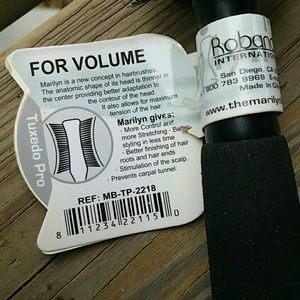 FOR VOLUME
Marilyn is a new concept in hairbrushes.
The anatomic shape of its head is thinner in
the center providing better adaptation to
the contour of the head.
It also allows for maximum
tension of the hair.
Marilyn gives:
- More Control and
more Stretching - Better
styling in less time
- Better finishing of hair
roots and hair ends
- Stimulation of the scalp.
- Prevents carpal tunnel.
Tuxedo Pro
REF: MB-TP-2218
8 11234 22115 0
Roban
INTERNATION
San Diego, CA
800 783 9969
Made in
www.themarilyn